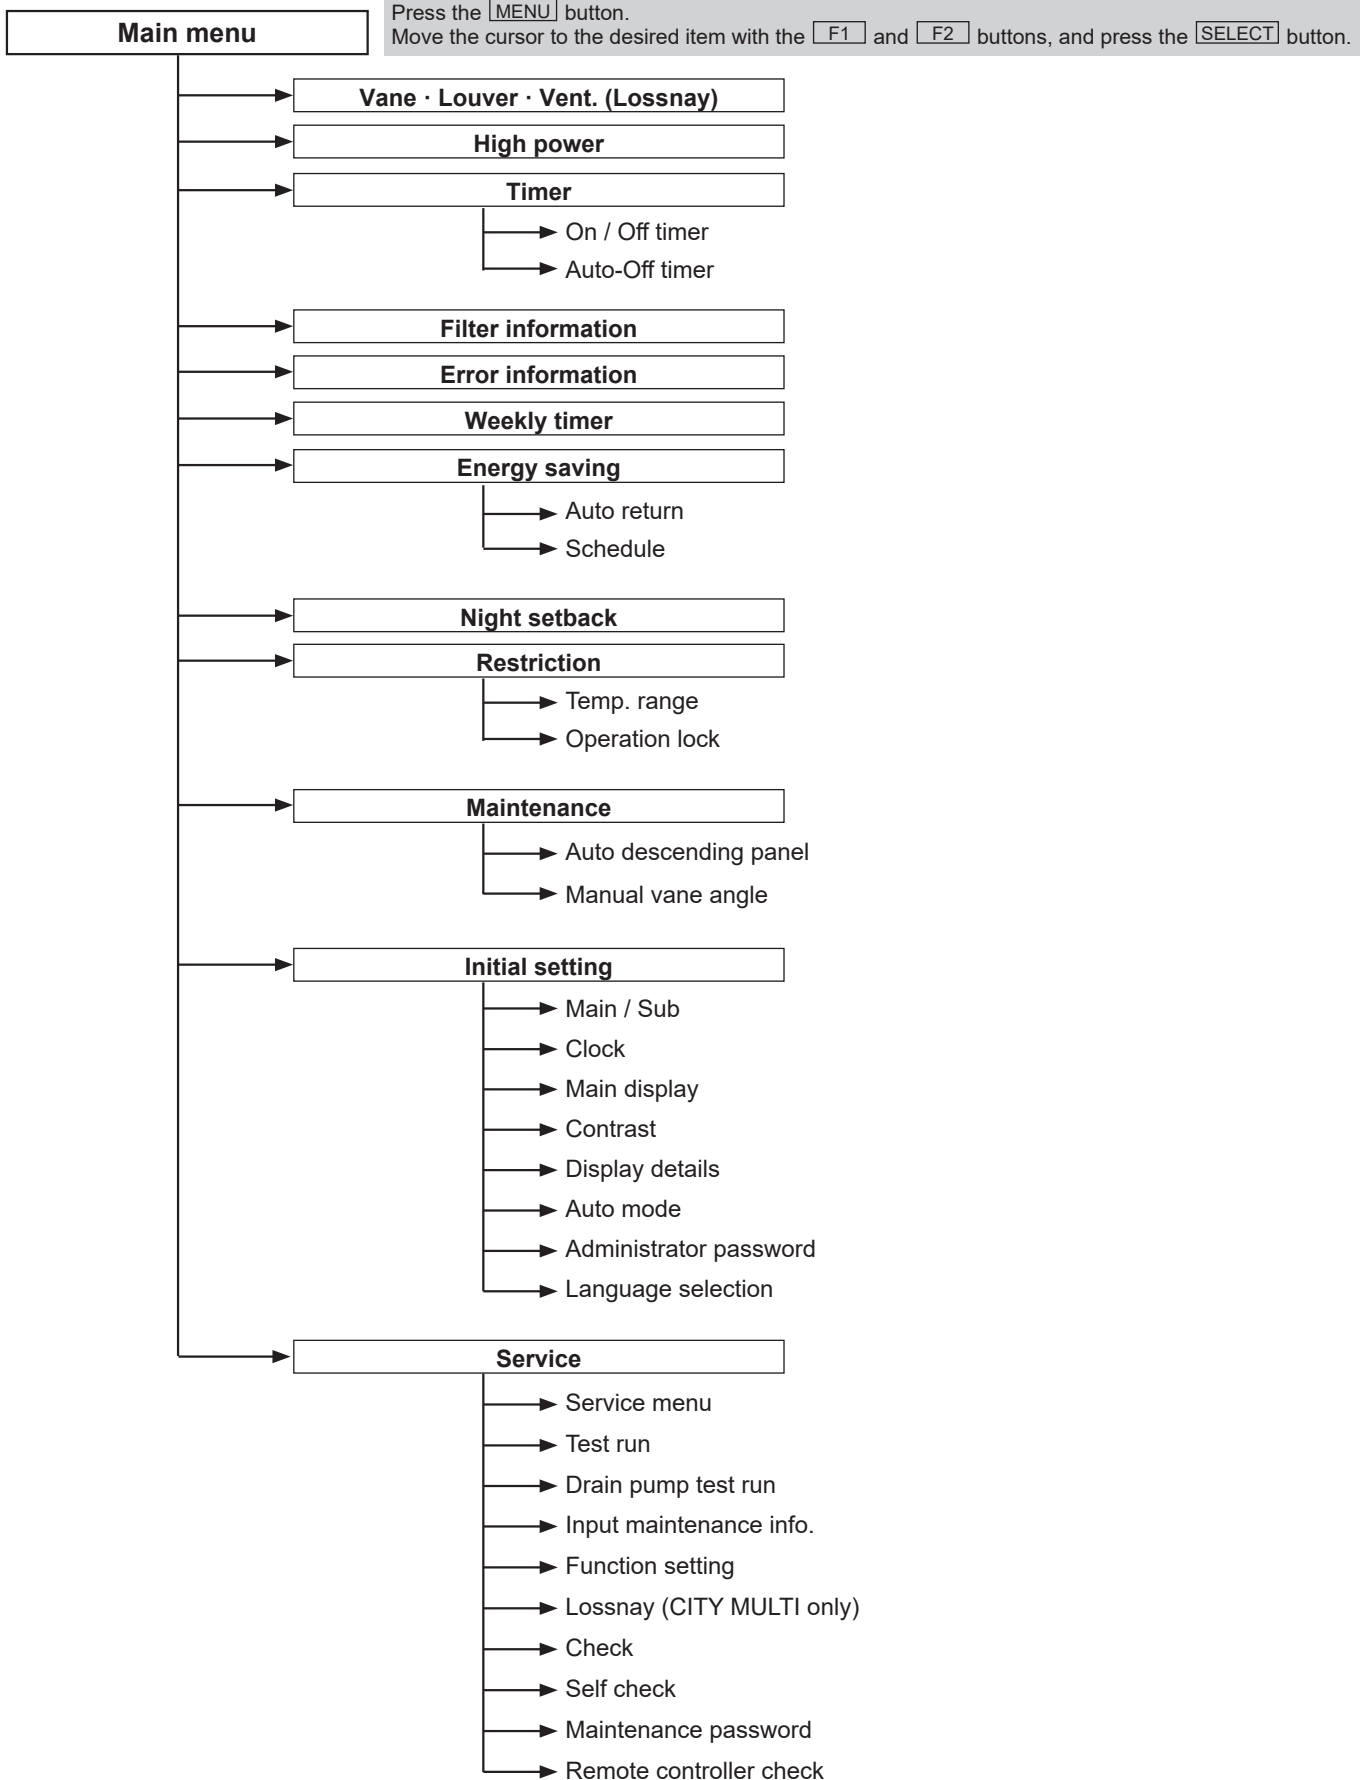 Main menu
Press the MENU button.
Move the cursor to the desired item with the F1 and F2 buttons, and press the SELECT button.
Vane · Louver · Vent. (Lossnay)
High power
Timer
On / Off timer
Auto-Off timer
Filter information
Error information
Weekly timer
Energy saving
Auto return
Schedule
Night setback
Restriction
Temp. range
Operation lock
Maintenance
Auto descending panel
Manual vane angle
Initial setting
Main / Sub
Clock
Main display
Contrast
Display details
Auto mode
Administrator password
Language selection
Service
Service menu
Test run
Drain pump test run
Input maintenance info.
Function setting
Lossnay (CITY MULTI only)
Check
Self check
Maintenance password
Remote controller check